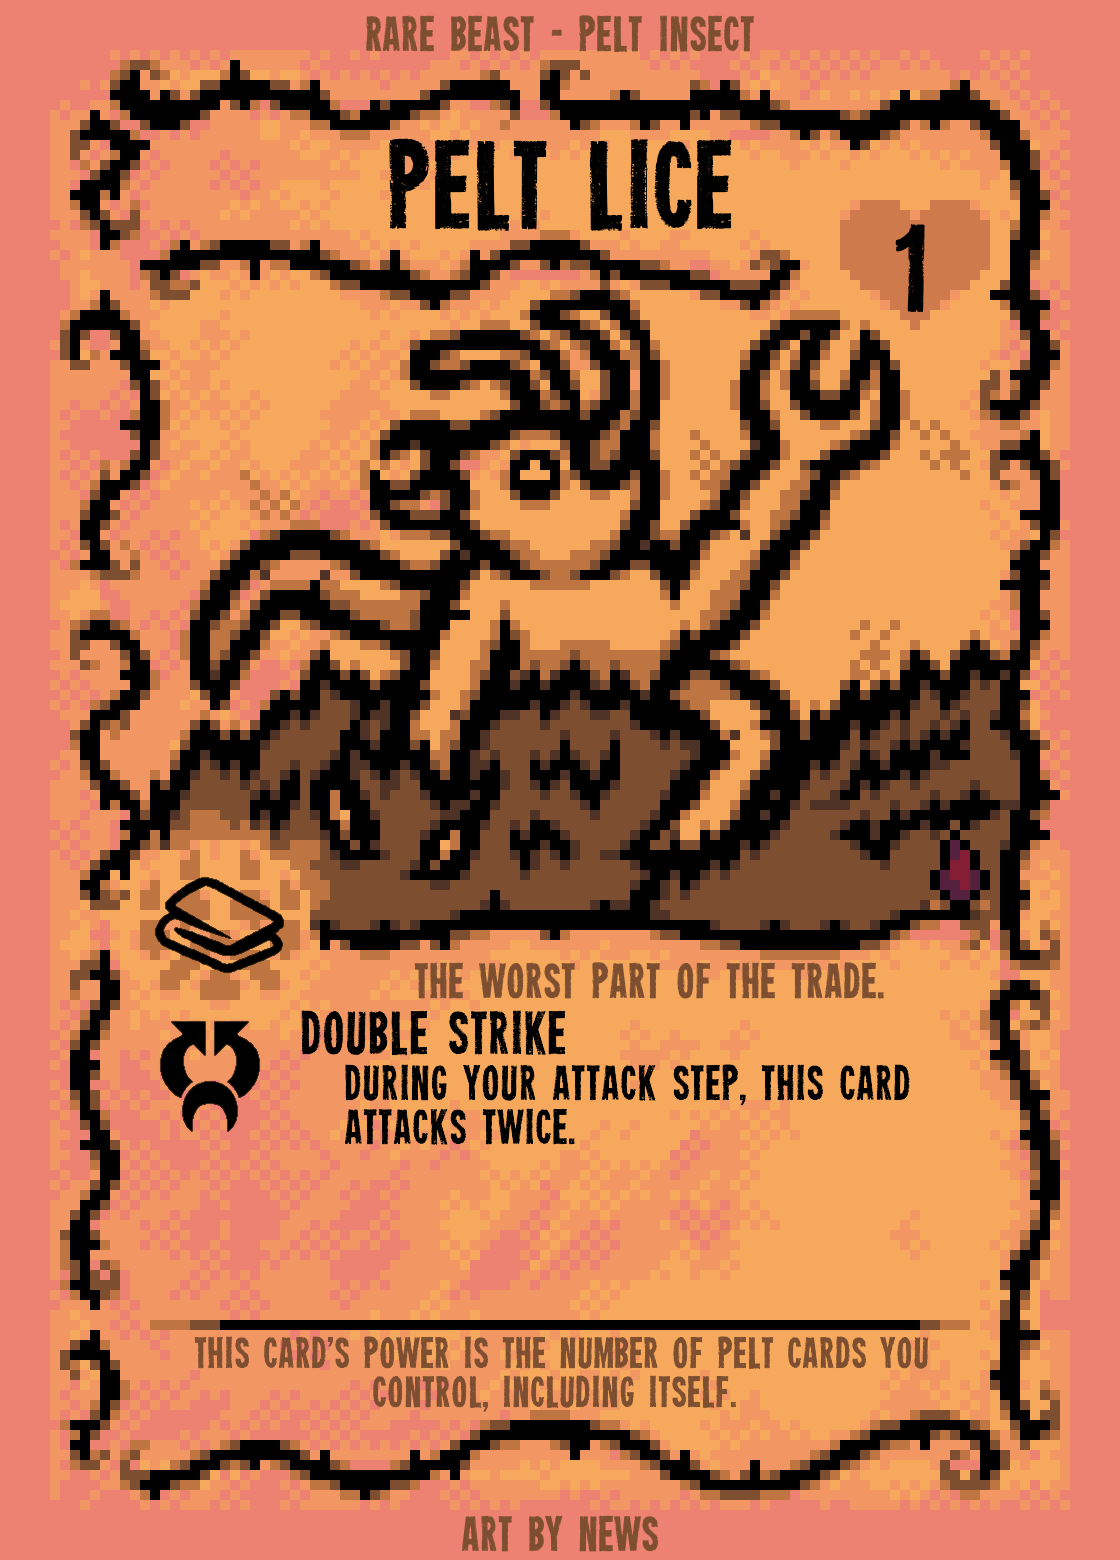 RARE BEAST - PELT INSECT
PELT LICE
1
THE WORST PART OF THE TRADE.
DOUBLE STRIKE
DURING YOUR ATTACK STEP, THIS CARD
ATTACKS TWICE.
THIS CARD'S POWER IS THE NUMBER OF PELT CARDS YOU
CONTROL, INCLUDING ITSELF.
ART BY NEWS